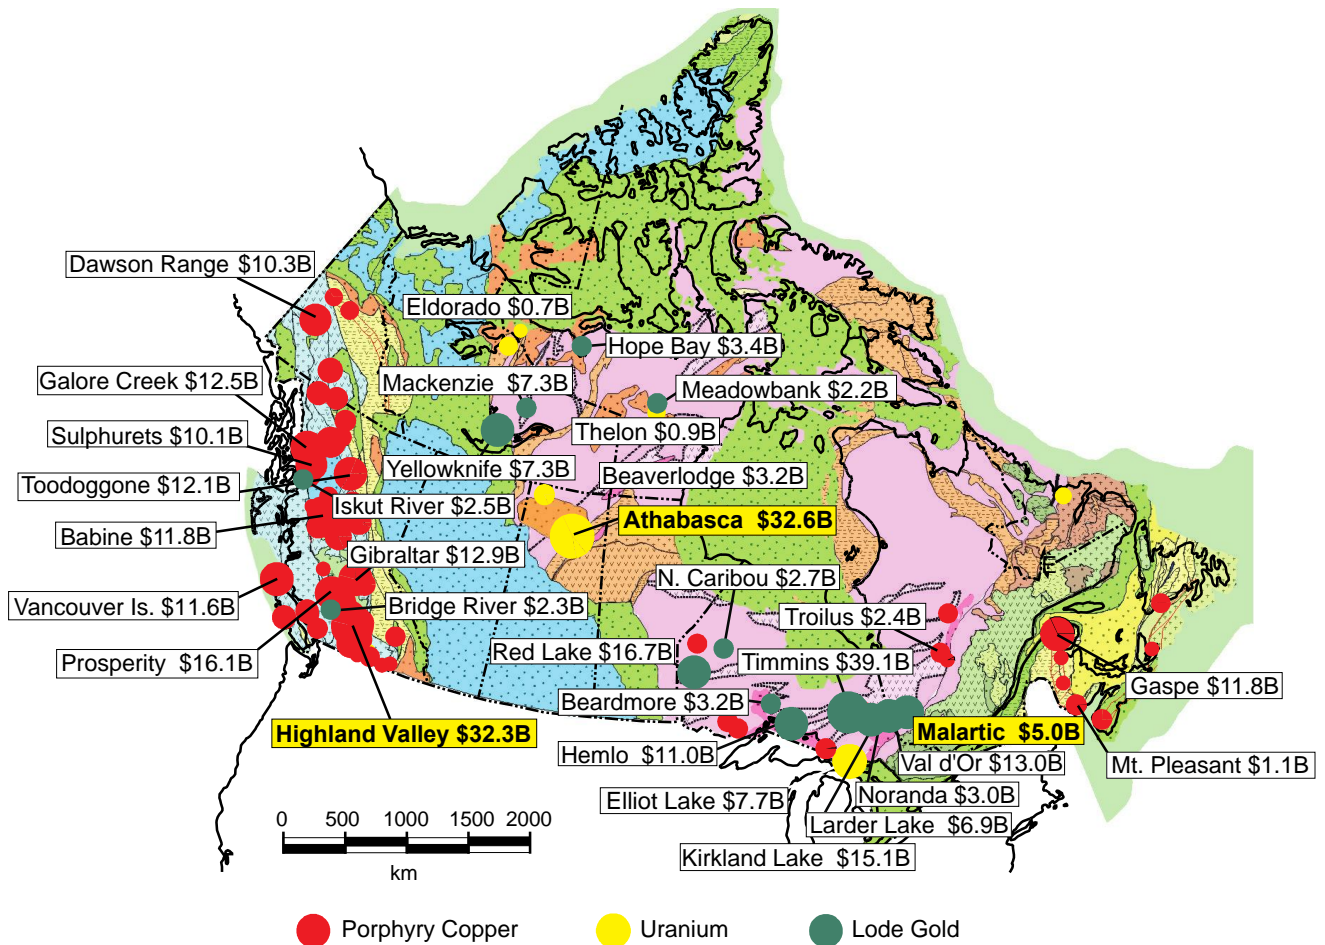 Dawson Range $10.3B
Eldorado $0.7B
Hope Bay $3.4B
Galore Creek $12.5B
Mackenzie $7.3B
Meadowbank $2.2B
Sulphurets $10.1B
Thelon $0.9B
Yellowknife $7.3B
Beaverlodge $3.2B
Toodoggone $12.1B
Iskut River $2.5B
Athabasca $32.6B
Babine $11.8B
Gibraltar $12.9B
N. Caribou $2.7B
Vancouver Is. $11.6B
Bridge River $2.3B
Troilus $2.4B
Prosperity $16.1B
Red Lake $16.7B
Timmins $39.1B
Gaspe $11.8B
Beardmore $3.2B
Highland Valley $32.3B
Malartic $5.0B
Hemlo $11.0B
Val d'Or $13.0B
Mt. Pleasant $1.1B
Elliot Lake $7.7B
Noranda $3.0B
Larder Lake $6.9B
Kirkland Lake $15.1B
0 500 1000 1500 2000
km
Porphyry Copper Uranium Lode Gold